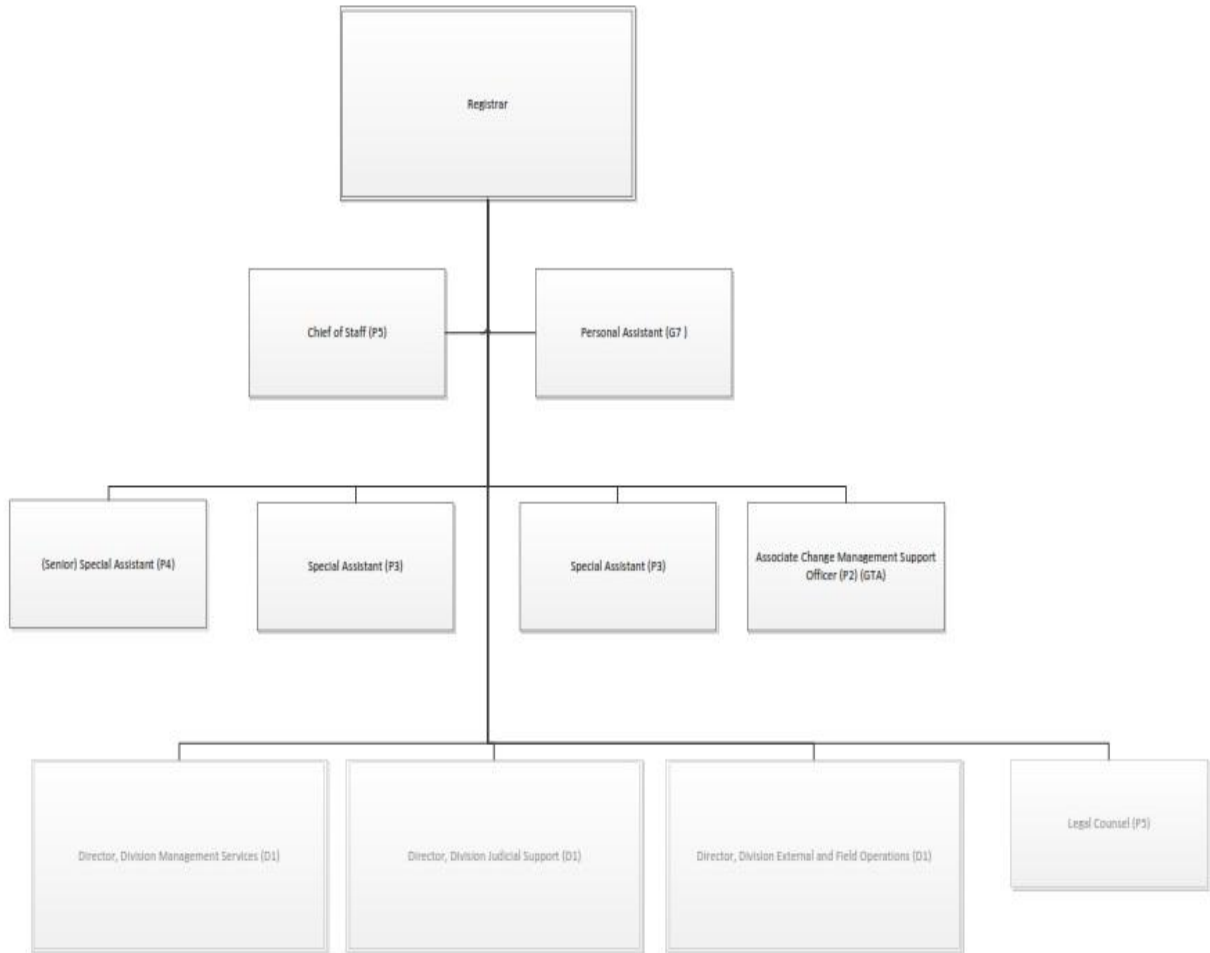 Registrar
Chief of Staff (P5)
Personal Assistant (G7 )
(Senior) Special Assistant (P4)
Special Assistant (P3)
Special Assistant (P3)
Associate Change Management Support
Officer (P2) (GTA)
Director, Division Management Services (D1)
Director, Division Judicial Support (D1)
Director, Division External and Field Operations (D1)
Legal Counsel (P5)